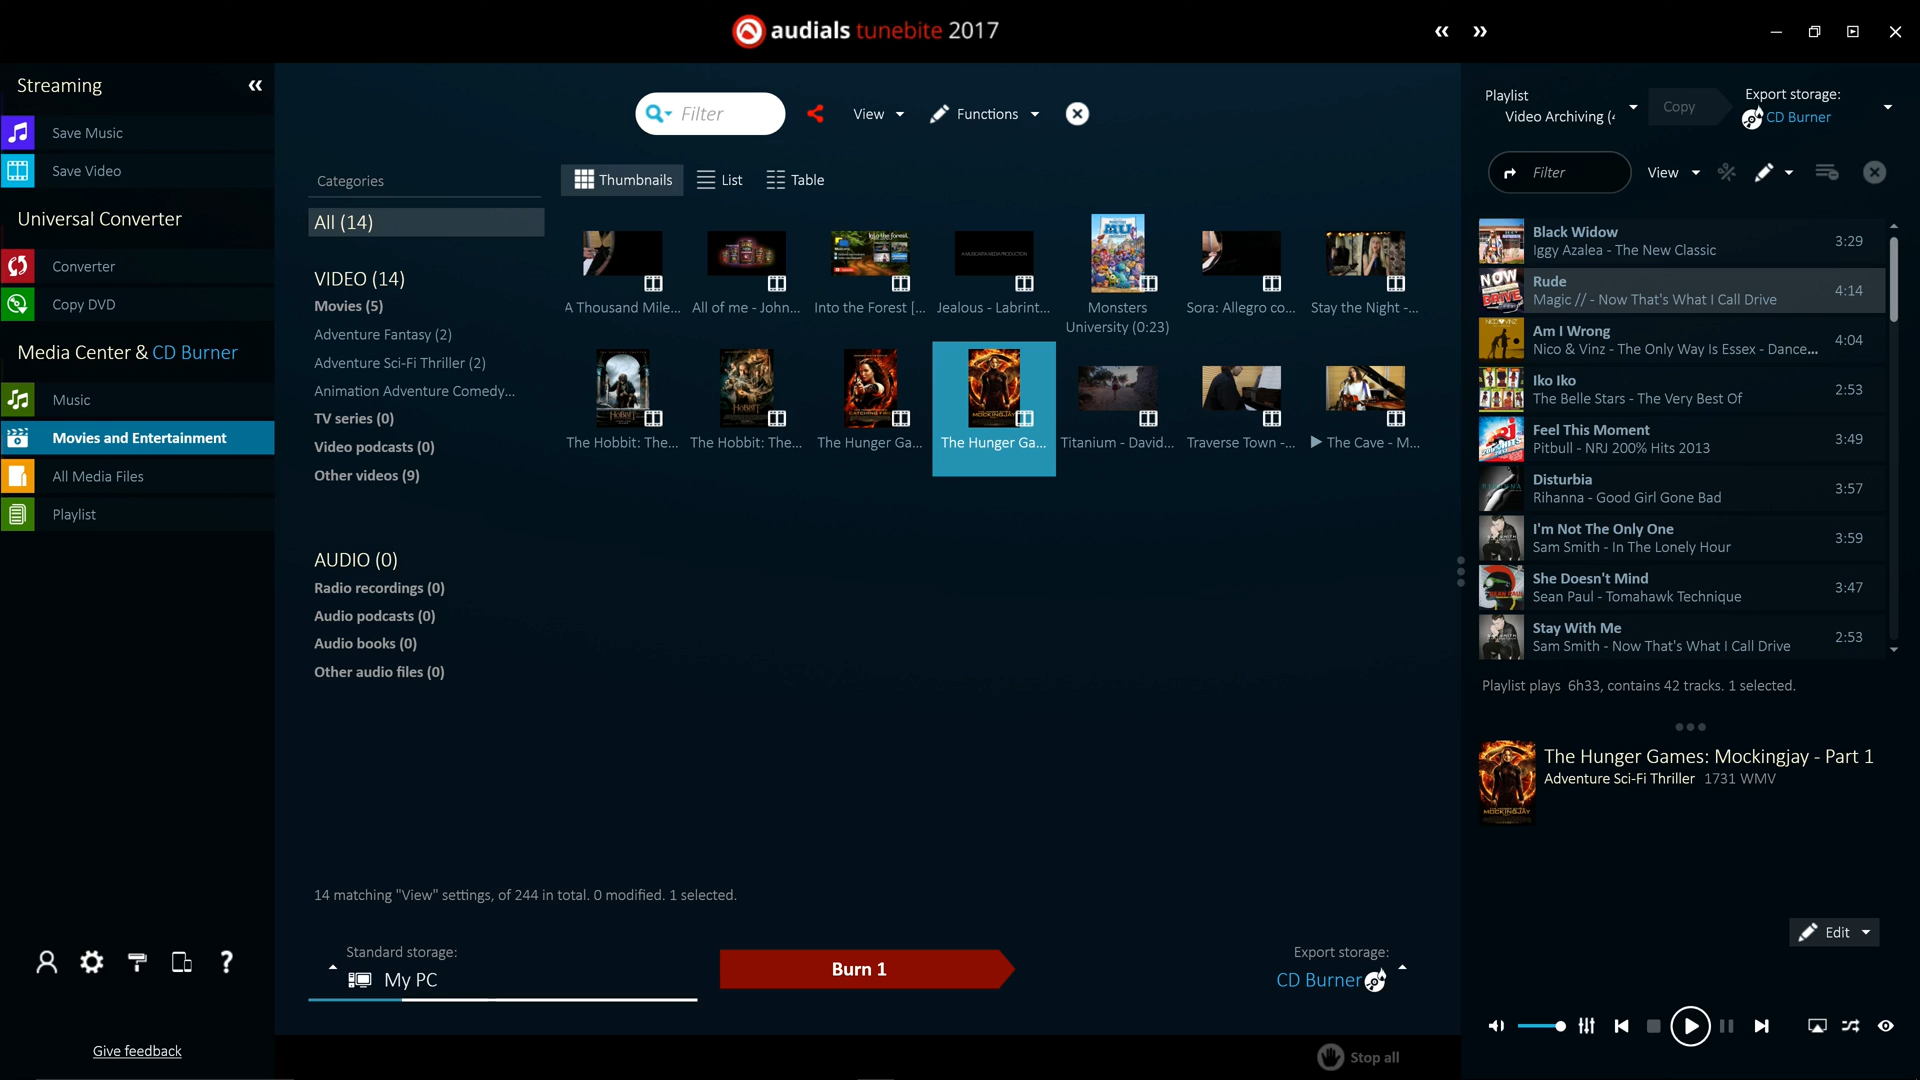 audials tunebite 2017
Streaming
Save Music
Save Video
Universal Converter
Converter
Copy DVD
Media Center & CD Burner
Music
Movies and Entertainment
All Media Files
Playlist
Give feedback
Filter
View
Functions
Categories
Thumbnails
List
Table
All (14)
VIDEO (14)
Movies (5)
Adventure Fantasy (2)
Adventure Sci-Fi Thriller (2)
Animation Adventure Comedy...
TV series (0)
Video podcasts (0)
Other videos (9)
AUDIO (0)
Radio recordings (0)
Audio podcasts (0)
Audio books (0)
Other audio files (0)
A Thousand Mile...
All of me - John...
Into the Forest [...
Jealous - Labrint...
Monsters
University (0:23)
Sora: Allegro co...
Stay the Night -...
The Hobbit: The...
The Hobbit: The...
The Hunger Ga...
The Hunger Ga...
Titanium - David...
Traverse Town -...
The Cave - M...
14 matching "View" settings, of 244 in total. 0 modified. 1 selected.
Standard storage:
My PC
Burn 1
Export storage:
CD Burner
Stop all
Playlist
Video Archiving (4
Copy
Export storage:
CD Burner
Filter
View
Black Widow
Iggy Azalea - The New Classic
3:29
Rude
Magic // - Now That's What I Call Drive
4:14
Am I Wrong
Nico & Vinz - The Only Way Is Essex - Dance...
4:04
Iko Iko
The Belle Stars - The Very Best Of
2:53
Feel This Moment
Pitbull - NRJ 200% Hits 2013
3:49
Disturbia
Rihanna - Good Girl Gone Bad
3:57
I'm Not The Only One
Sam Smith - In The Lonely Hour
3:59
She Doesn't Mind
Sean Paul - Tomahawk Technique
3:47
Stay With Me
Sam Smith - Now That's What I Call Drive
2:53
Playlist plays 6h33, contains 42 tracks. 1 selected.
The Hunger Games: Mockingjay - Part 1
Adventure Sci-Fi Thriller 1731 WMV
Edit